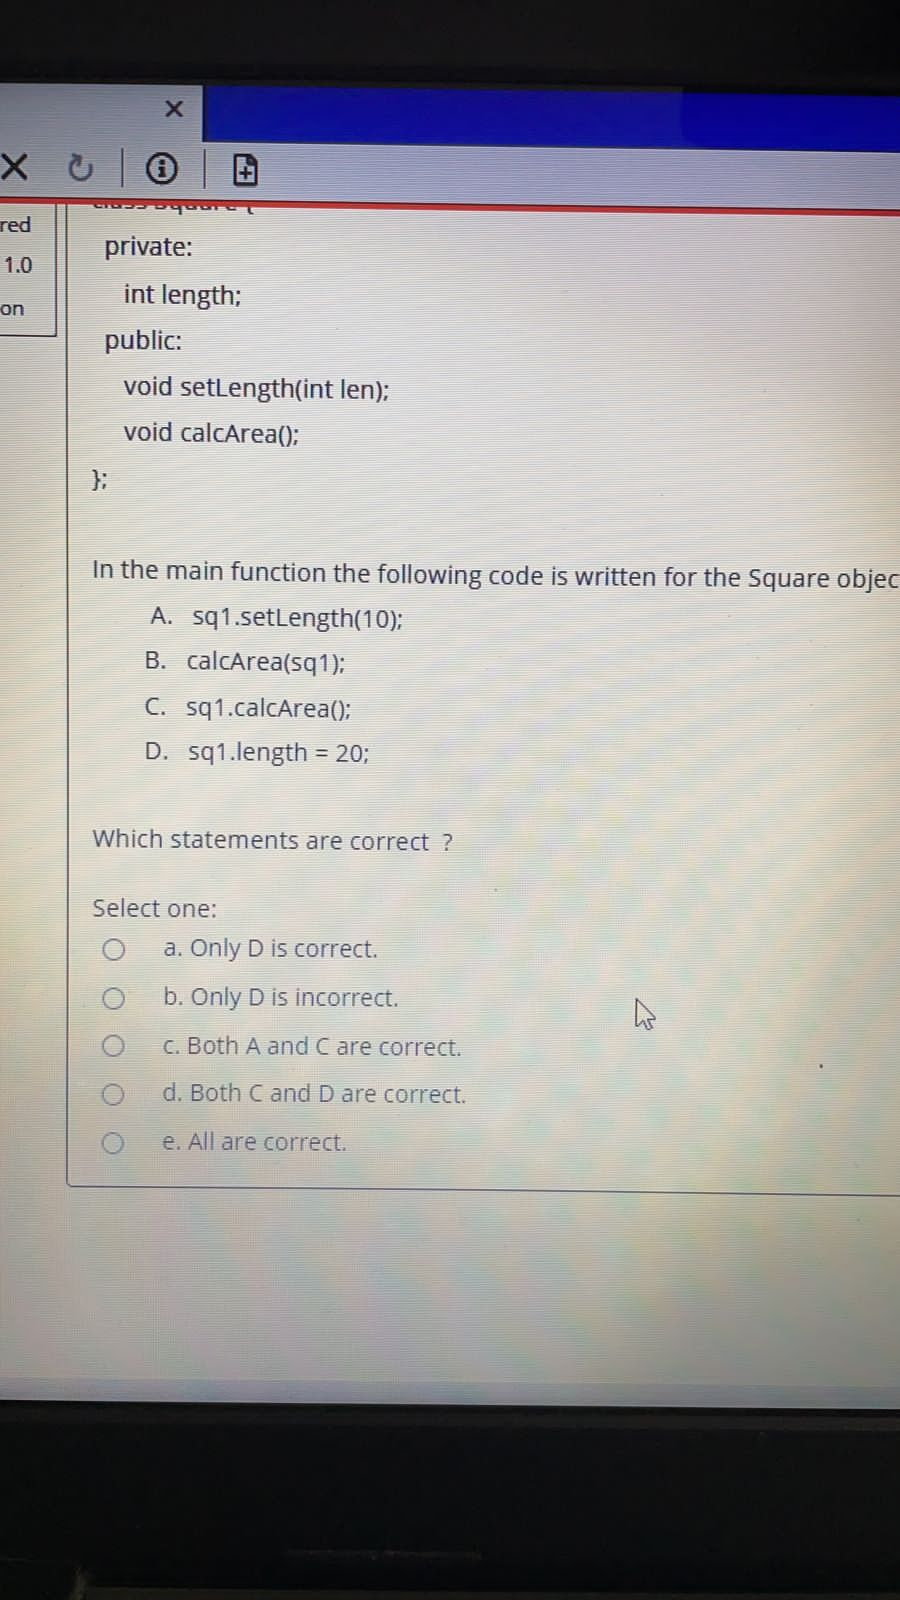 class Square {
red
private:
1.0
int length;
on
public:
void setLength(int len);
void calcArea();
};
In the main function the following code is written for the Square objec
A. sq1.setLength(10);
B. calcArea(sq1);
C. sq1.calcArea();
D. sq1.length = 20;
Which statements are correct ?
Select one:
a. Only D is correct.
b. Only D is incorrect.
c. Both A and C are correct.
d. Both C and D are correct.
e. All are correct.